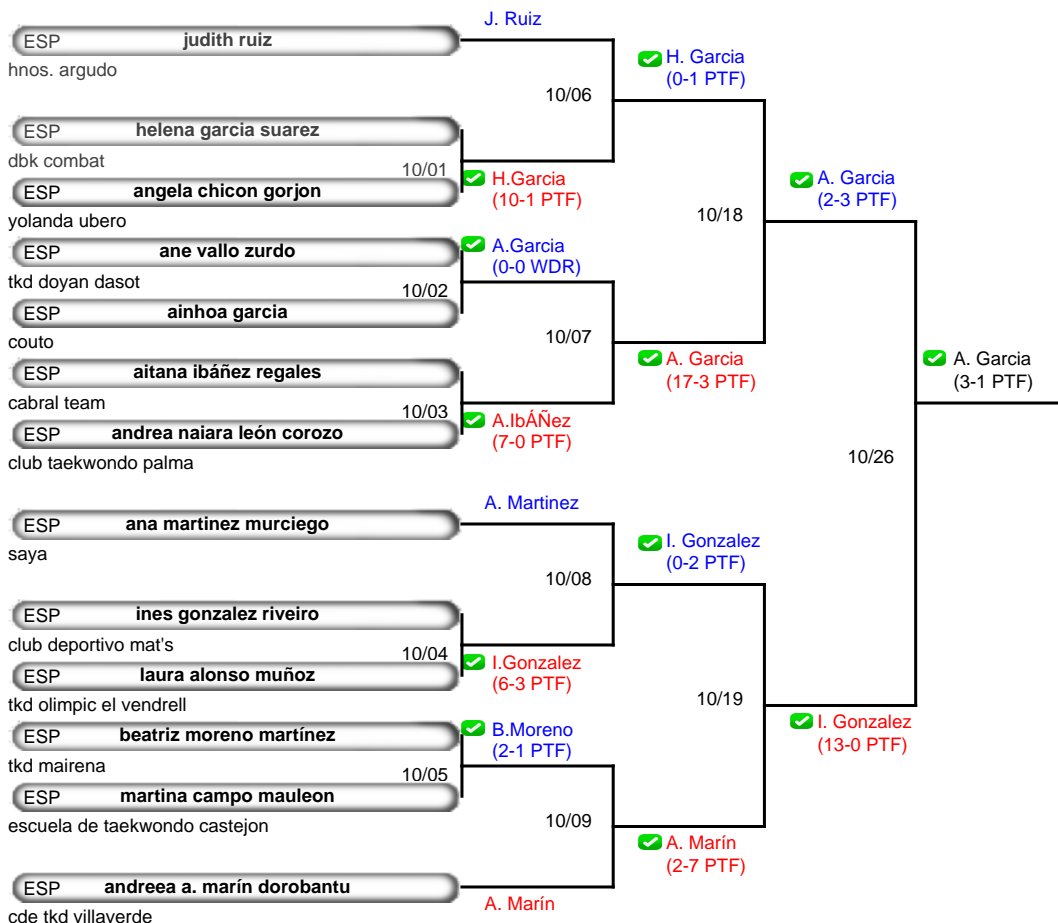 J. Ruiz
ESP judith ruiz
hnos. argudo
H. Garcia
(0-1 PTF)
10/06
ESP helena garcia suarez
dbk combat
10/01
ESP angela chicon gorjon
yolanda ubero
H.Garcia
(10-1 PTF)
A. Garcia
(2-3 PTF)
10/18
ESP ane vallo zurdo
tkd doyan dasot
A.Garcia
(0-0 WDR)
10/02
ESP ainhoa garcia
couto
10/07
ESP aitana ibáñez regales
cabral team
A. Garcia
(17-3 PTF)
A. Garcia
(3-1 PTF)
10/03
ESP andrea naiara león corozo
club taekwondo palma
A.IbÁÑez
(7-0 PTF)
10/26
A. Martinez
ESP ana martinez murciego
saya
I. Gonzalez
(0-2 PTF)
10/08
ESP ines gonzalez riveiro
club deportivo mat's
10/04
ESP laura alonso muñoz
tkd olimpic el vendrell
I.Gonzalez
(6-3 PTF)
10/19
I. Gonzalez
(13-0 PTF)
ESP beatriz moreno martínez
tkd mairena
B.Moreno
(2-1 PTF)
10/05
ESP martina campo mauleon
escuela de taekwondo castejon
10/09
A. Marín
(2-7 PTF)
ESP andreea a. marín dorobantu
cde tkd villaverde
A. Marín